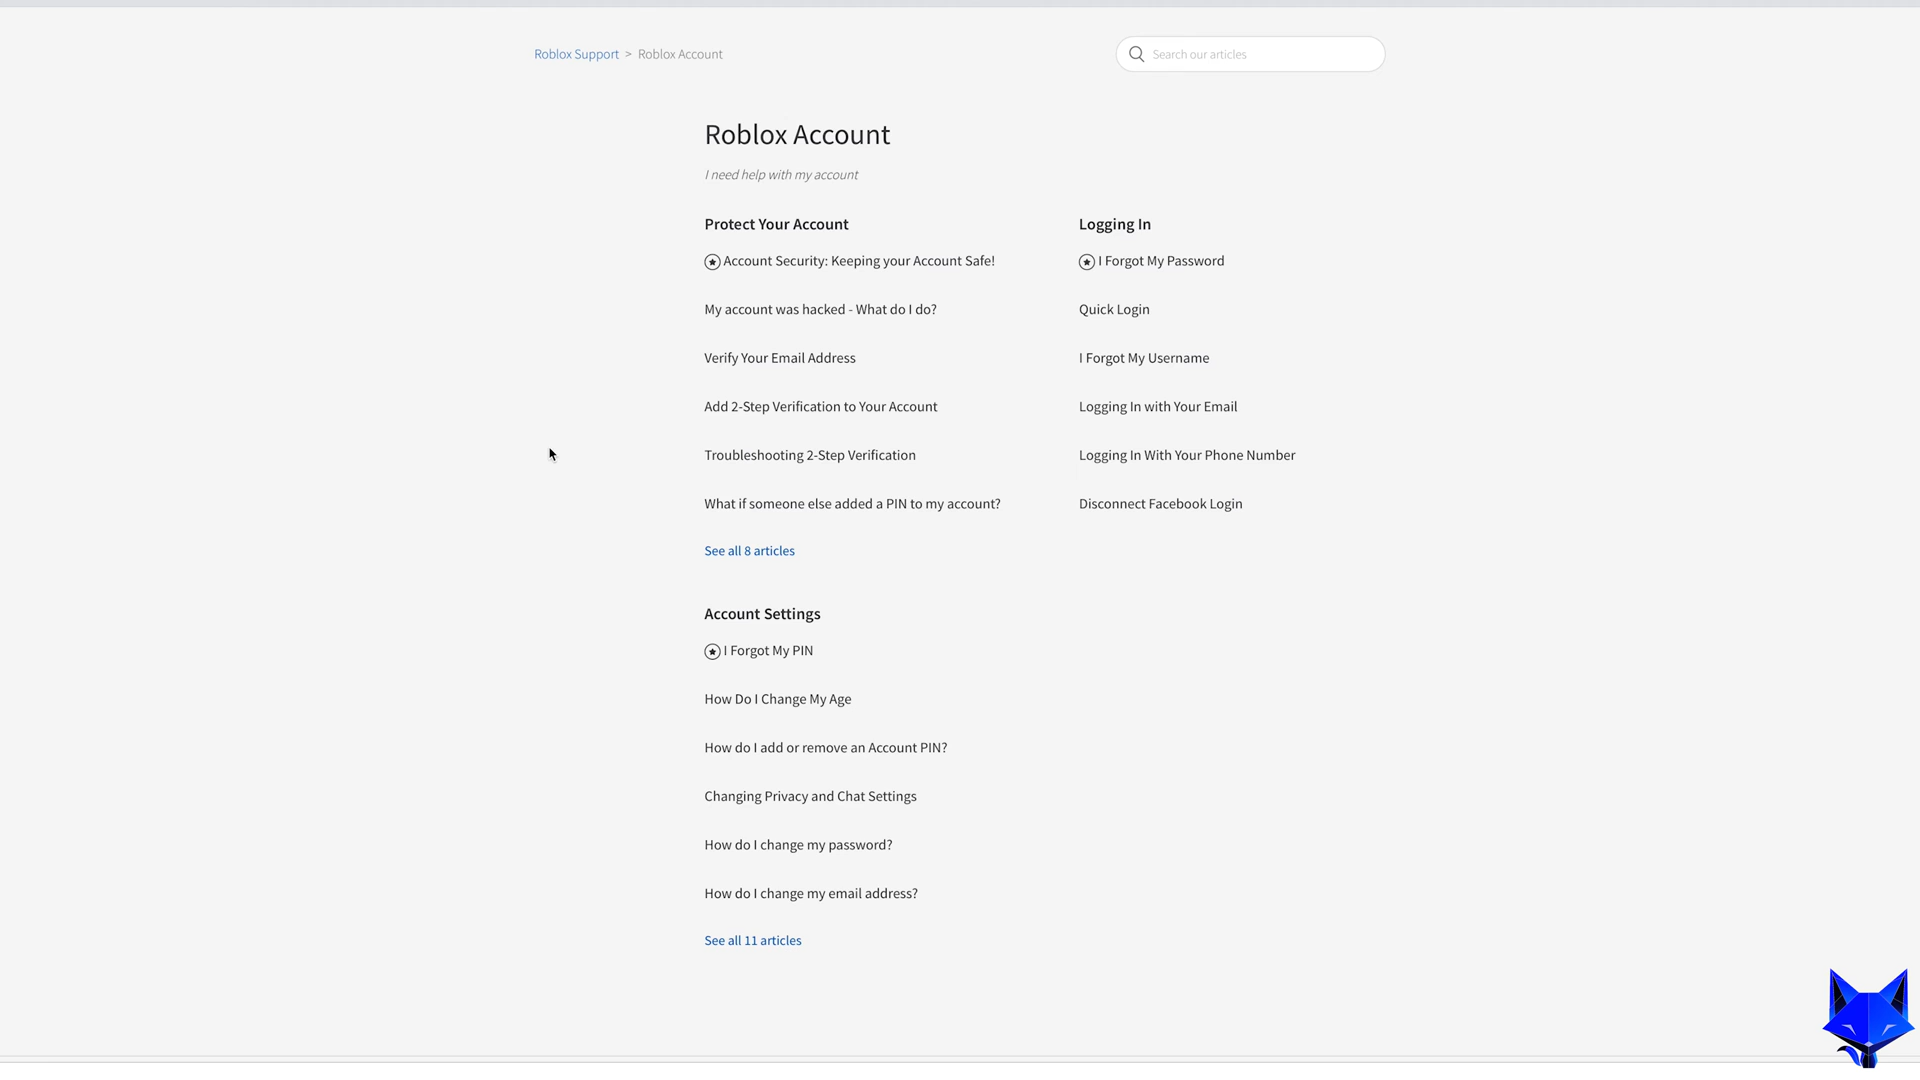 Roblox Support > Roblox Account
Search our articles
Roblox Account
I need help with my account
Protect Your Account
Account Security: Keeping your Account Safe!
My account was hacked - What do I do?
Verify Your Email Address
Add 2-Step Verification to Your Account
Troubleshooting 2-Step Verification
What if someone else added a PIN to my account?
See all 8 articles
Logging In
I Forgot My Password
Quick Login
I Forgot My Username
Logging In with Your Email
Logging In With Your Phone Number
Disconnect Facebook Login
Account Settings
I Forgot My PIN
How Do I Change My Age
How do I add or remove an Account PIN?
Changing Privacy and Chat Settings
How do I change my password?
How do I change my email address?
See all 11 articles